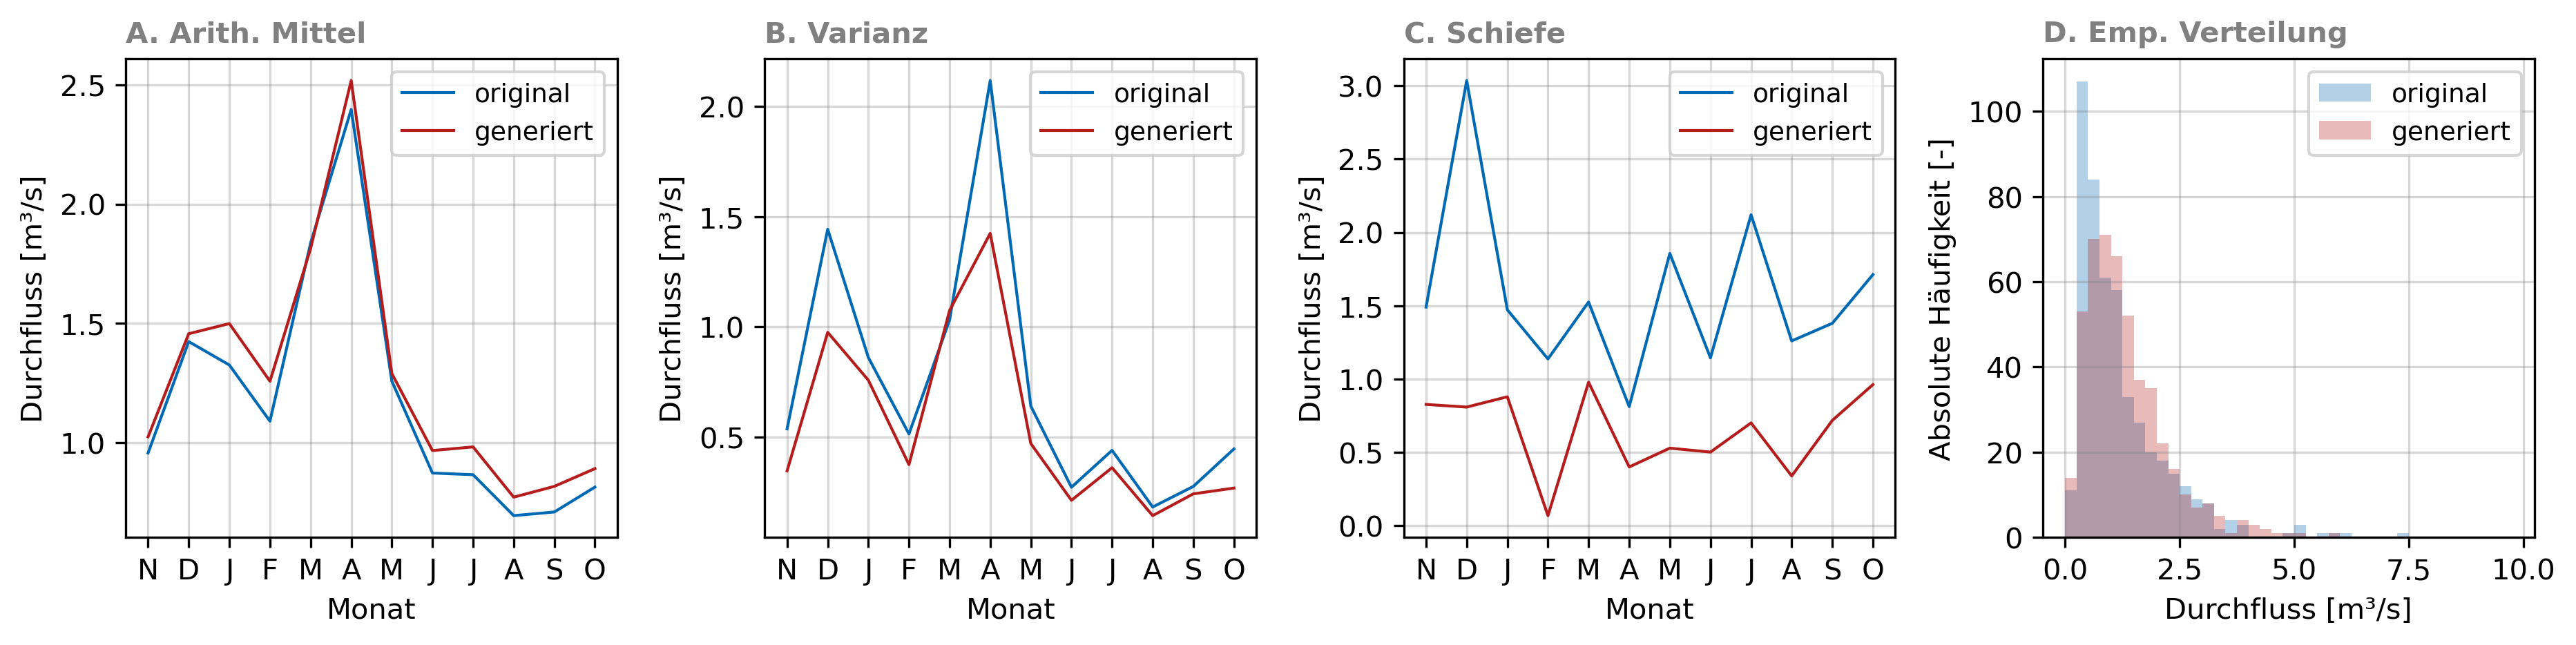 A. Arith. Mittel
2.5
2.0
1.5
1.0
Durchfluss [m³/s]
original
generiert
N D J F M A M J J A S O
Monat
B. Varianz
2.0
1.5
1.0
0.5
Durchfluss [m³/s]
original
generiert
N D J F M A M J J A S O
Monat
C. Schiefe
3.0
2.5
2.0
1.5
1.0
0.5
0.0
Durchfluss [m³/s]
original
generiert
N D J F M A M J J A S O
Monat
D. Emp. Verteilung
100
80
60
40
20
0
Absolute Häufigkeit [-]
original
generiert
0.0 2.5 5.0 7.5 10.0
Durchfluss [m³/s]